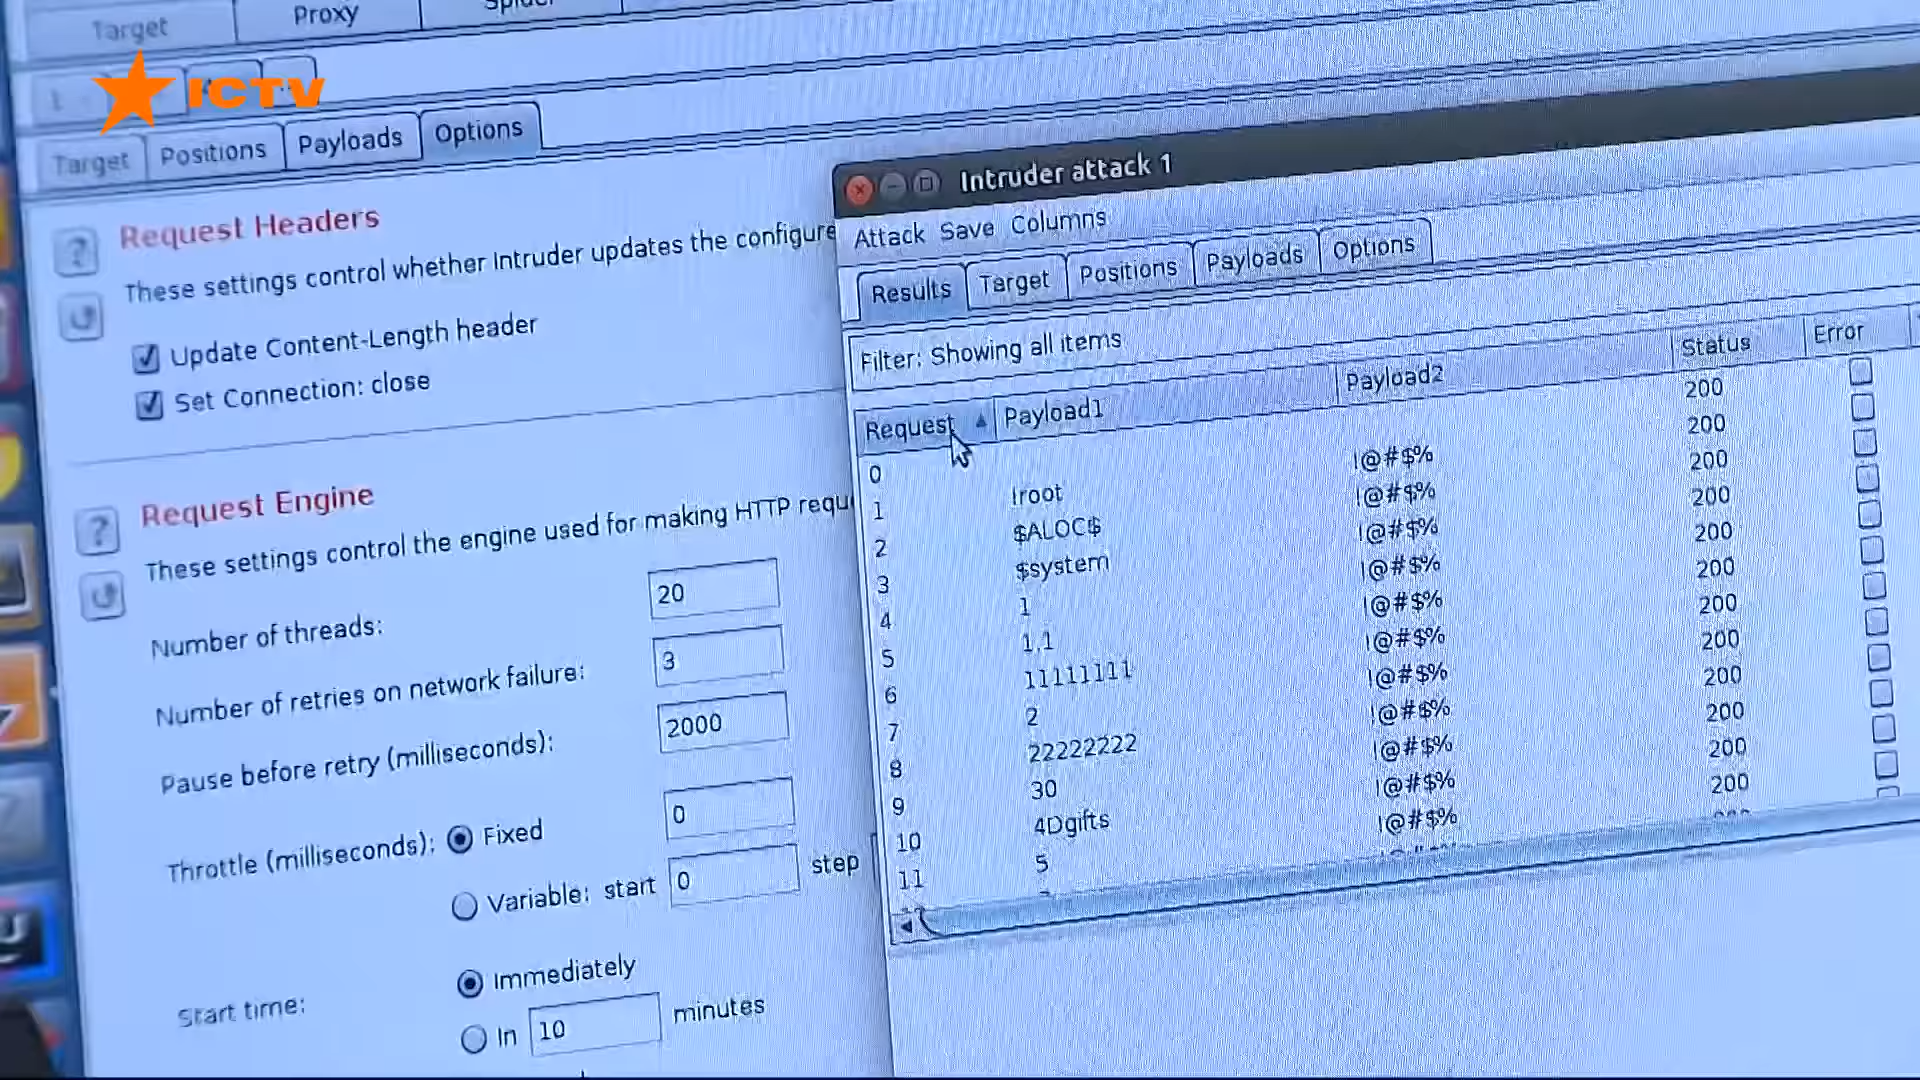 Target Proxy
ICTV
1
Target Positions Payloads Options
Request Headers
These settings control whether Intruder updates the configure
Update Content-Length header
Set Connection: close
Request Engine
These settings control the engine used for making HTTP requ
Number of threads: 20
Number of retries on network failure: 3
Pause before retry (milliseconds): 2000
Throttle (milliseconds): Fixed 0
Variable: start 0 step
Start time: Immediately
In 10 minutes
Intruder attack 1
Attack Save Columns
Results Target Positions Payloads Options
Filter: Showing all items
Request Payload1 Payload2 Status Error
0 200
1 !root !@#$% 200
2 $ALOC$ !@#$% 200
3 $system !@#$% 200
4 1 !@#$% 200
5 1.1 !@#$% 200
6 11111111 !@#$% 200
7 2 !@#$% 200
8 22222222 !@#$% 200
9 30 !@#$% 200
10 4Dgifts !@#$% 200
11 5 !@#$% 200